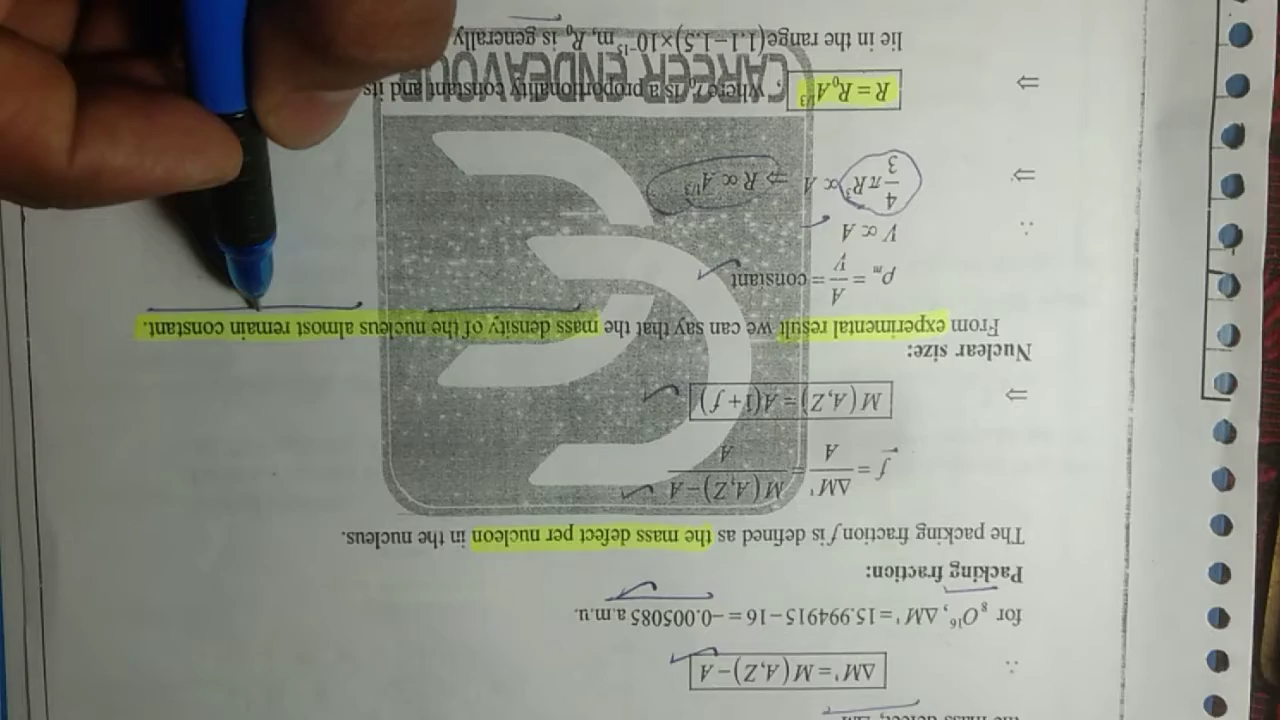 the mass defect, ΔM'
∴ ΔM' = M(A,Z) − A
for ₈O¹⁶, ΔM' = 15.994915 − 16 = −0.005085 a.m.u.
Packing fraction:
The packing fraction f is defined as the mass defect per nucleon in the nucleus.
f = ΔM'/A = (M(A,Z) − A)/A
⇒ M(A,Z) = A(1 + f)
Nuclear size:
From experimental result we can say that the mass density of the nucleus almost remain constant.
ρₘ = A/V = constant
∴ V ∝ A
⇒ 4/3 πR³ ∝ A ⇒ R ∝ A^{1/3}
⇒ R = R₀A^{1/3}, where r₀ is a proportionality constant and its
lie in the range (1.1−1.5)×10⁻¹⁵ m, R₀ is generally
CAREER ENDEAVOUR